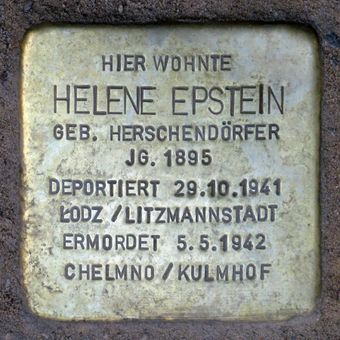 HIER WOHNTE
HELENE EPSTEIN
GEB. HERSCHENDÖRFER
JG. 1895
DEPORTIERT 29.10.1941
ŁODZ / LITZMANNSTADT
ERMORDET 5.5.1942
CHELMNO / KULMHOF